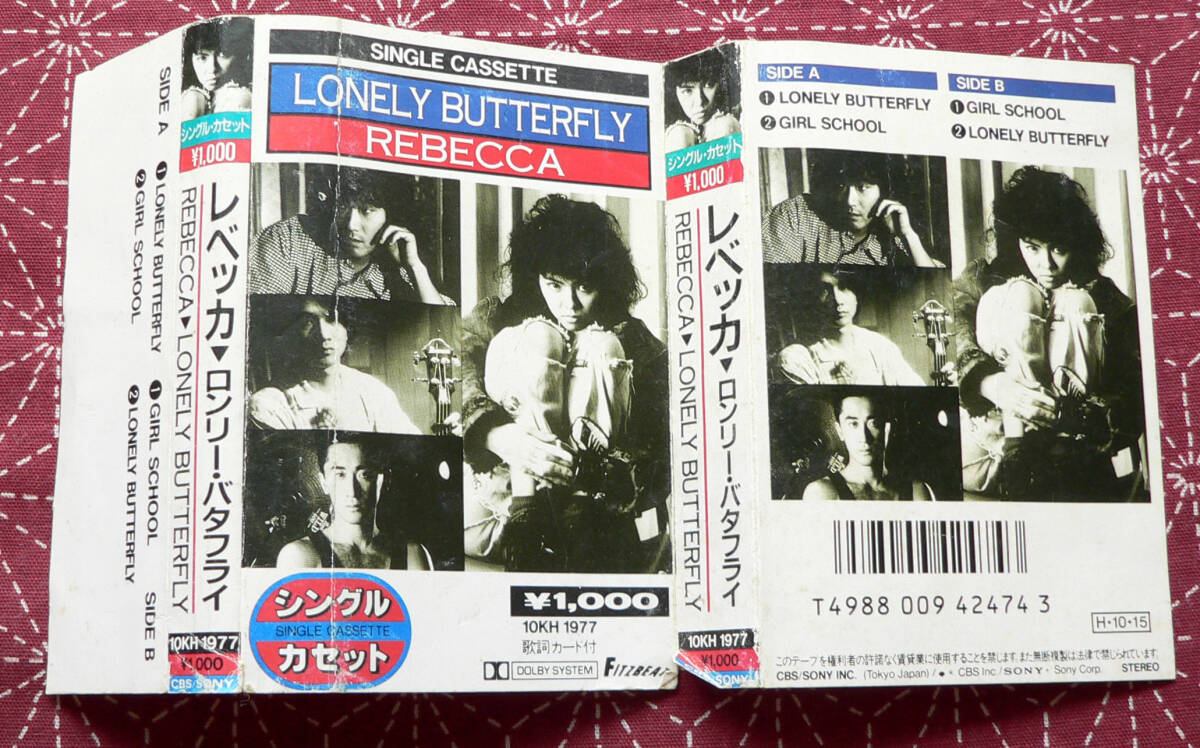 SIDE A
❶ LONELY BUTTERFLY
❷ GIRL SCHOOL
❶ GIRL SCHOOL
❷ LONELY BUTTERFLY
SIDE B
シングル・カセット
¥1,000
レベッカ▶ロンリー・バタフライ
REBECCA▶LONELY BUTTERFLY
10KH 1977
¥1,000
CBS/SONY
SINGLE CASSETTE
LONELY BUTTERFLY
REBECCA
シングル
SINGLE CASSETTE
カセット
¥1,000
10KH 1977
歌詞カード付
DOLBY SYSTEM
FITZBEAT
シングル・カセット
¥1,000
レベッカ▶ロンリー・バタフライ
REBECCA▶LONELY BUTTERFLY
10KH 1977
¥1,000
SONY
SIDE A
❶ LONELY BUTTERFLY
❷ GIRL SCHOOL
SIDE B
❶ GIRL SCHOOL
❷ LONELY BUTTERFLY
T4988 009 42474 3
H・10・15
このテープを権利者の許諾なく賃貸業に使用することを禁じます。また無断複製は法律で禁じられています。
CBS/SONY INC. (Tokyo Japan) / CBS Inc / SONY・Sony Corp. STEREO